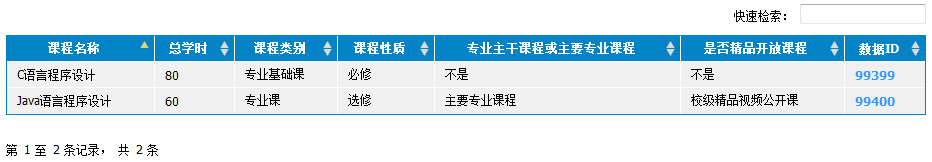 快速检索：
课程名称 总学时 课程类别 课程性质 专业主干课程或主要专业课程 是否精品开放课程 数据ID
C语言程序设计 80 专业基础课 必修 不是 不是 99399
Java语言程序设计 60 专业课 选修 主要专业课程 校级精品视频公开课 99400
第 1 至 2 条记录， 共 2 条